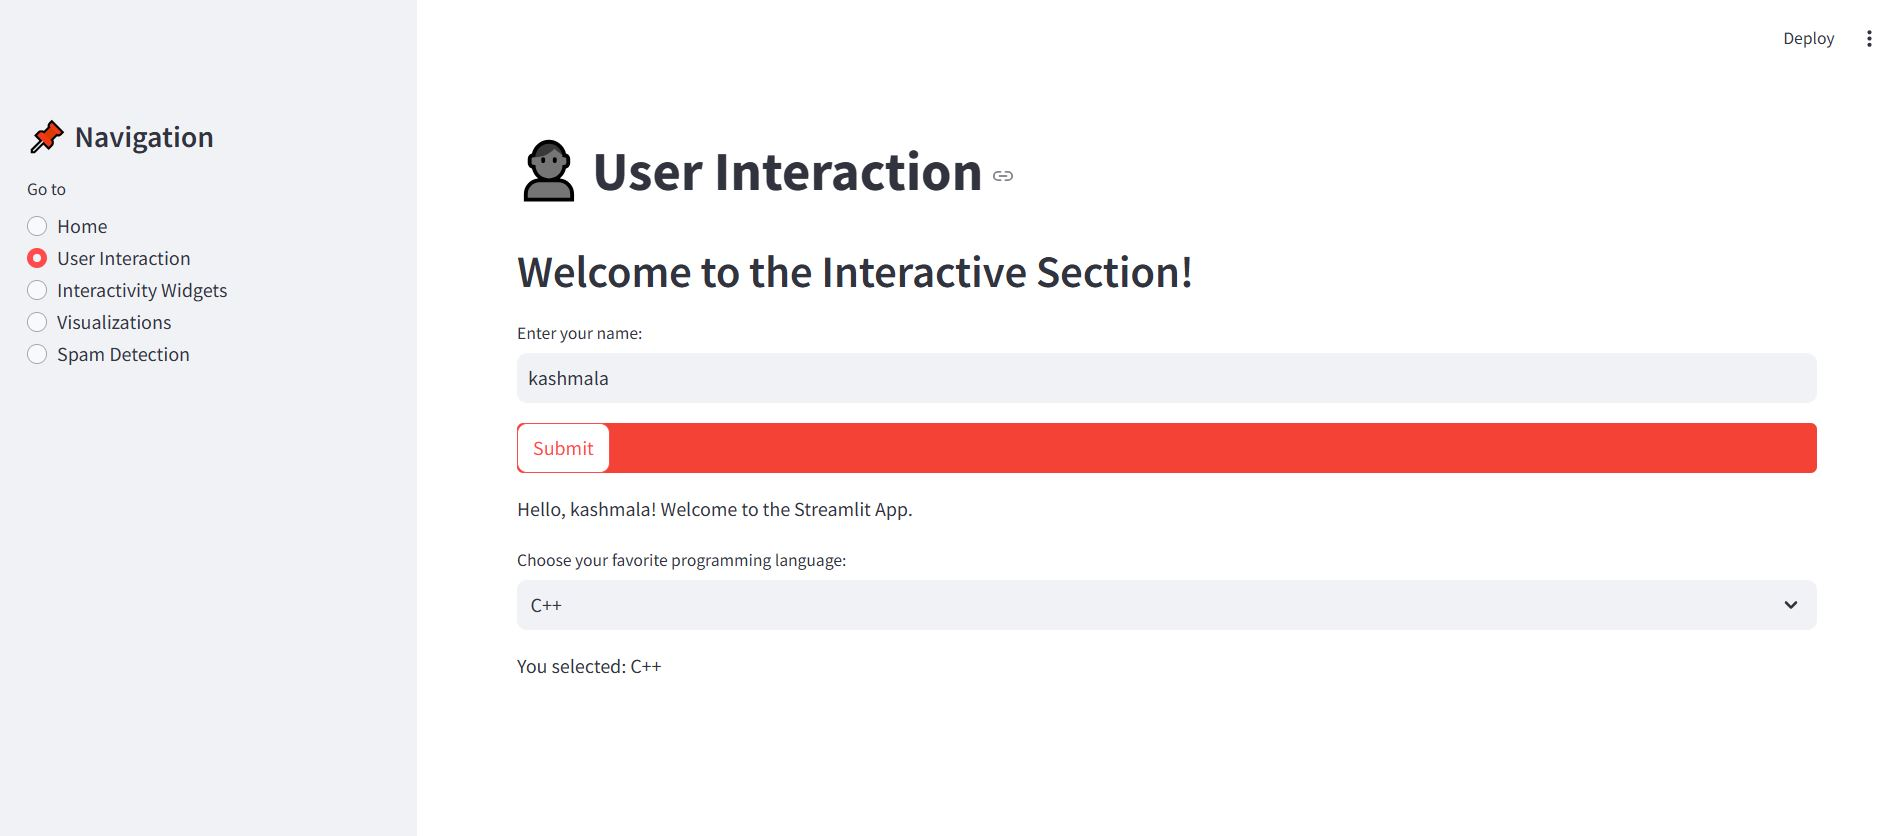 Deploy
Navigation
Go to
Home
User Interaction
Interactivity Widgets
Visualizations
Spam Detection
User Interaction
Welcome to the Interactive Section!
Enter your name:
kashmala
Submit
Hello, kashmala! Welcome to the Streamlit App.
Choose your favorite programming language:
C++
You selected: C++